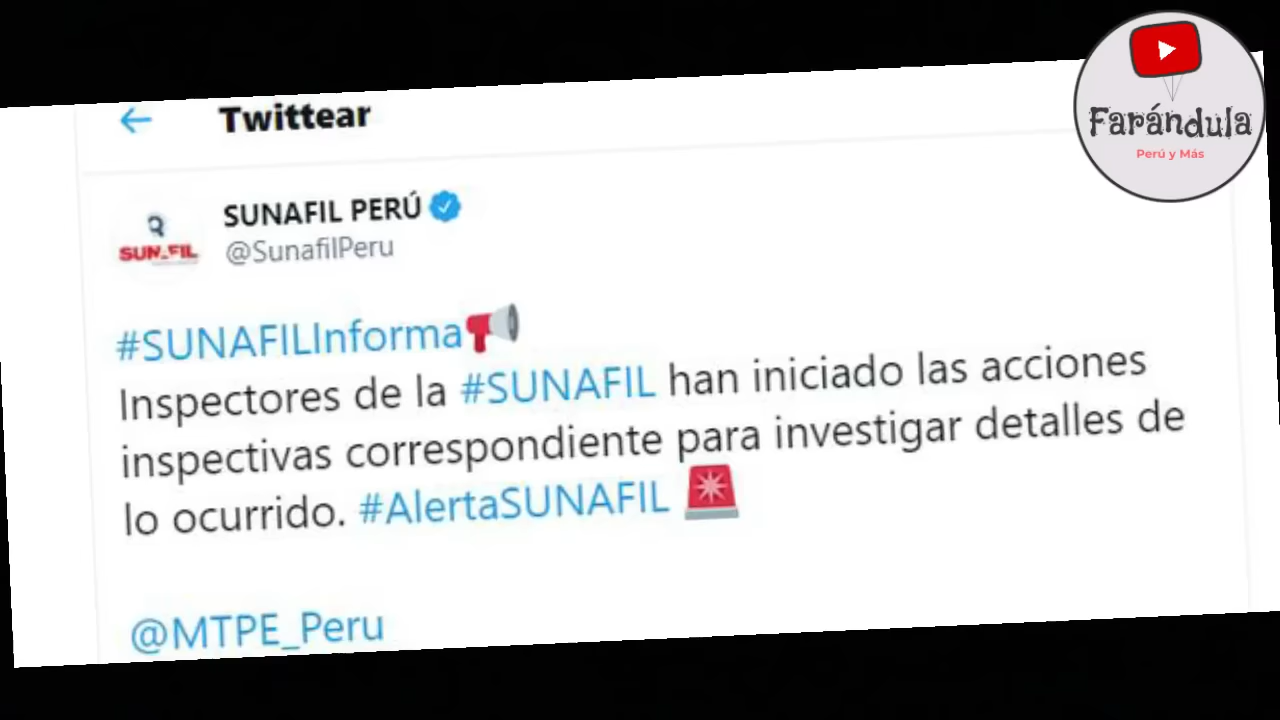 Twittear
SUNAFIL PERÚ
SUNAFIL
@SunafilPeru
#SUNAFILInforma
Inspectores de la #SUNAFIL han iniciado las acciones
inspectivas correspondiente para investigar detalles de
lo ocurrido. #AlertaSUNAFIL
@MTPE_Peru
Farándula
Perú y Más